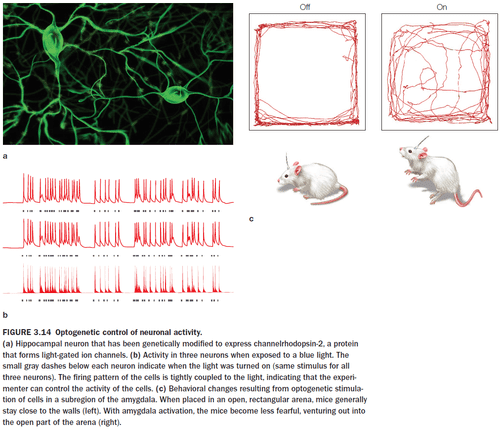 Off
On
a
c
b
FIGURE 3.14 Optogenetic control of neuronal activity.
(a) Hippocampal neuron that has been genetically modified to express channelrhodopsin-2, a protein
that forms light-gated ion channels. (b) Activity in three neurons when exposed to a blue light. The
small gray dashes below each neuron indicate when the light was turned on (same stimulus for all
three neurons). The firing pattern of the cells is tightly coupled to the light, indicating that the experi-
menter can control the activity of the cells. (c) Behavioral changes resulting from optogenetic stimula-
tion of cells in a subregion of the amygdala. When placed in an open, rectangular arena, mice generally
stay close to the walls (left). With amygdala activation, the mice become less fearful, venturing out into
the open part of the arena (right).